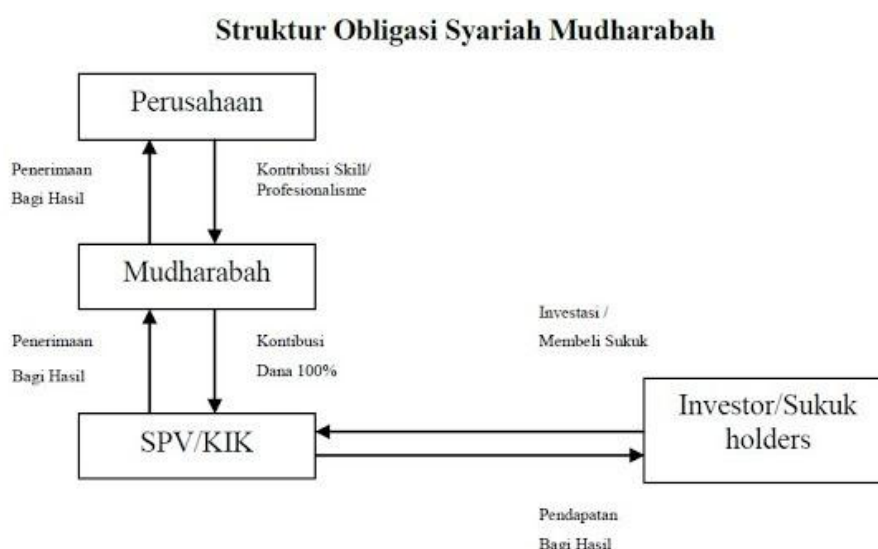 Struktur Obligasi Syariah Mudharabah
Perusahaan
Penerimaan
Bagi Hasil
Kontribusi Skill/
Profesionalisme
Mudharabah
Penerimaan
Bagi Hasil
Kontibusi
Dana 100%
Investasi /
Membeli Sukuk
SPV/KIK
Investor/Sukuk
holders
Pendapatan
Bagi Hasil